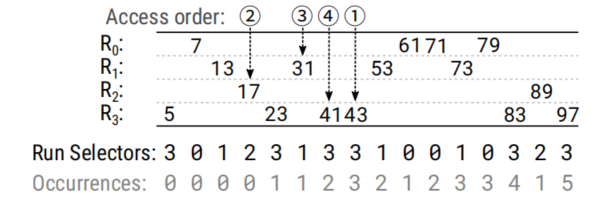 Access order: ② ③ ④ ①
R₀: 7 61 71 79
R₁: 13 31 53 73
R₂: 17 89
R₃: 5 23 41 43 83 97
Run Selectors: 3 0 1 2 3 1 3 3 1 0 0 1 0 3 2 3
Occurrences: 0 0 0 0 1 1 2 3 2 1 2 3 3 4 1 5